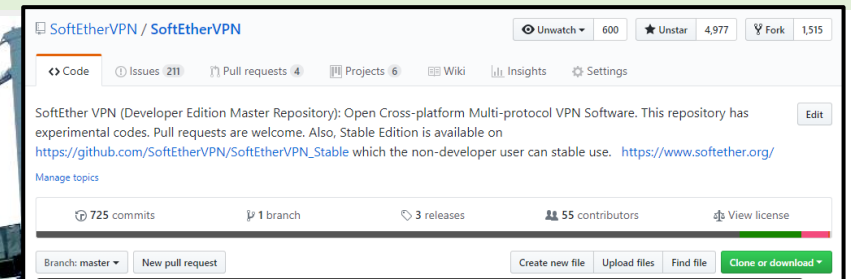 SoftEtherVPN / SoftEtherVPN Unwatch 600 Unstar 4,977 Fork 1,515
Code Issues 211 Pull requests 4 Projects 6 Wiki Insights Settings
SoftEther VPN (Developer Edition Master Repository): Open Cross-platform Multi-protocol VPN Software. This repository has Edit
experimental codes. Pull requests are welcome. Also, Stable Edition is available on
https://github.com/SoftEtherVPN/SoftEtherVPN_Stable which the non-developer user can stable use. https://www.softether.org/
Manage topics
725 commits 1 branch 3 releases 55 contributors View license
Branch: master New pull request Create new file Upload files Find file Clone or download